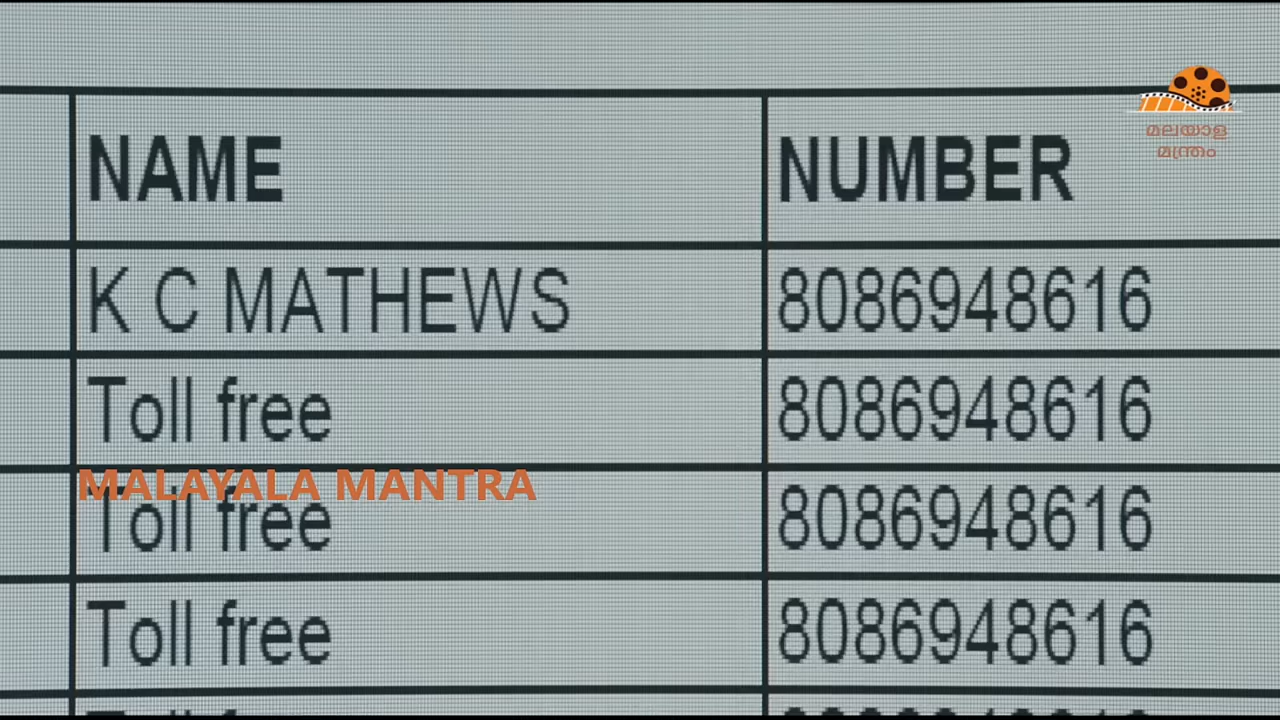 മലയാള
മന്ത്രം
NAME NUMBER
K C MATHEWS 8086948616
Toll free 8086948616
MALAYALA MANTRA
Toll free 8086948616
Toll free 8086948616